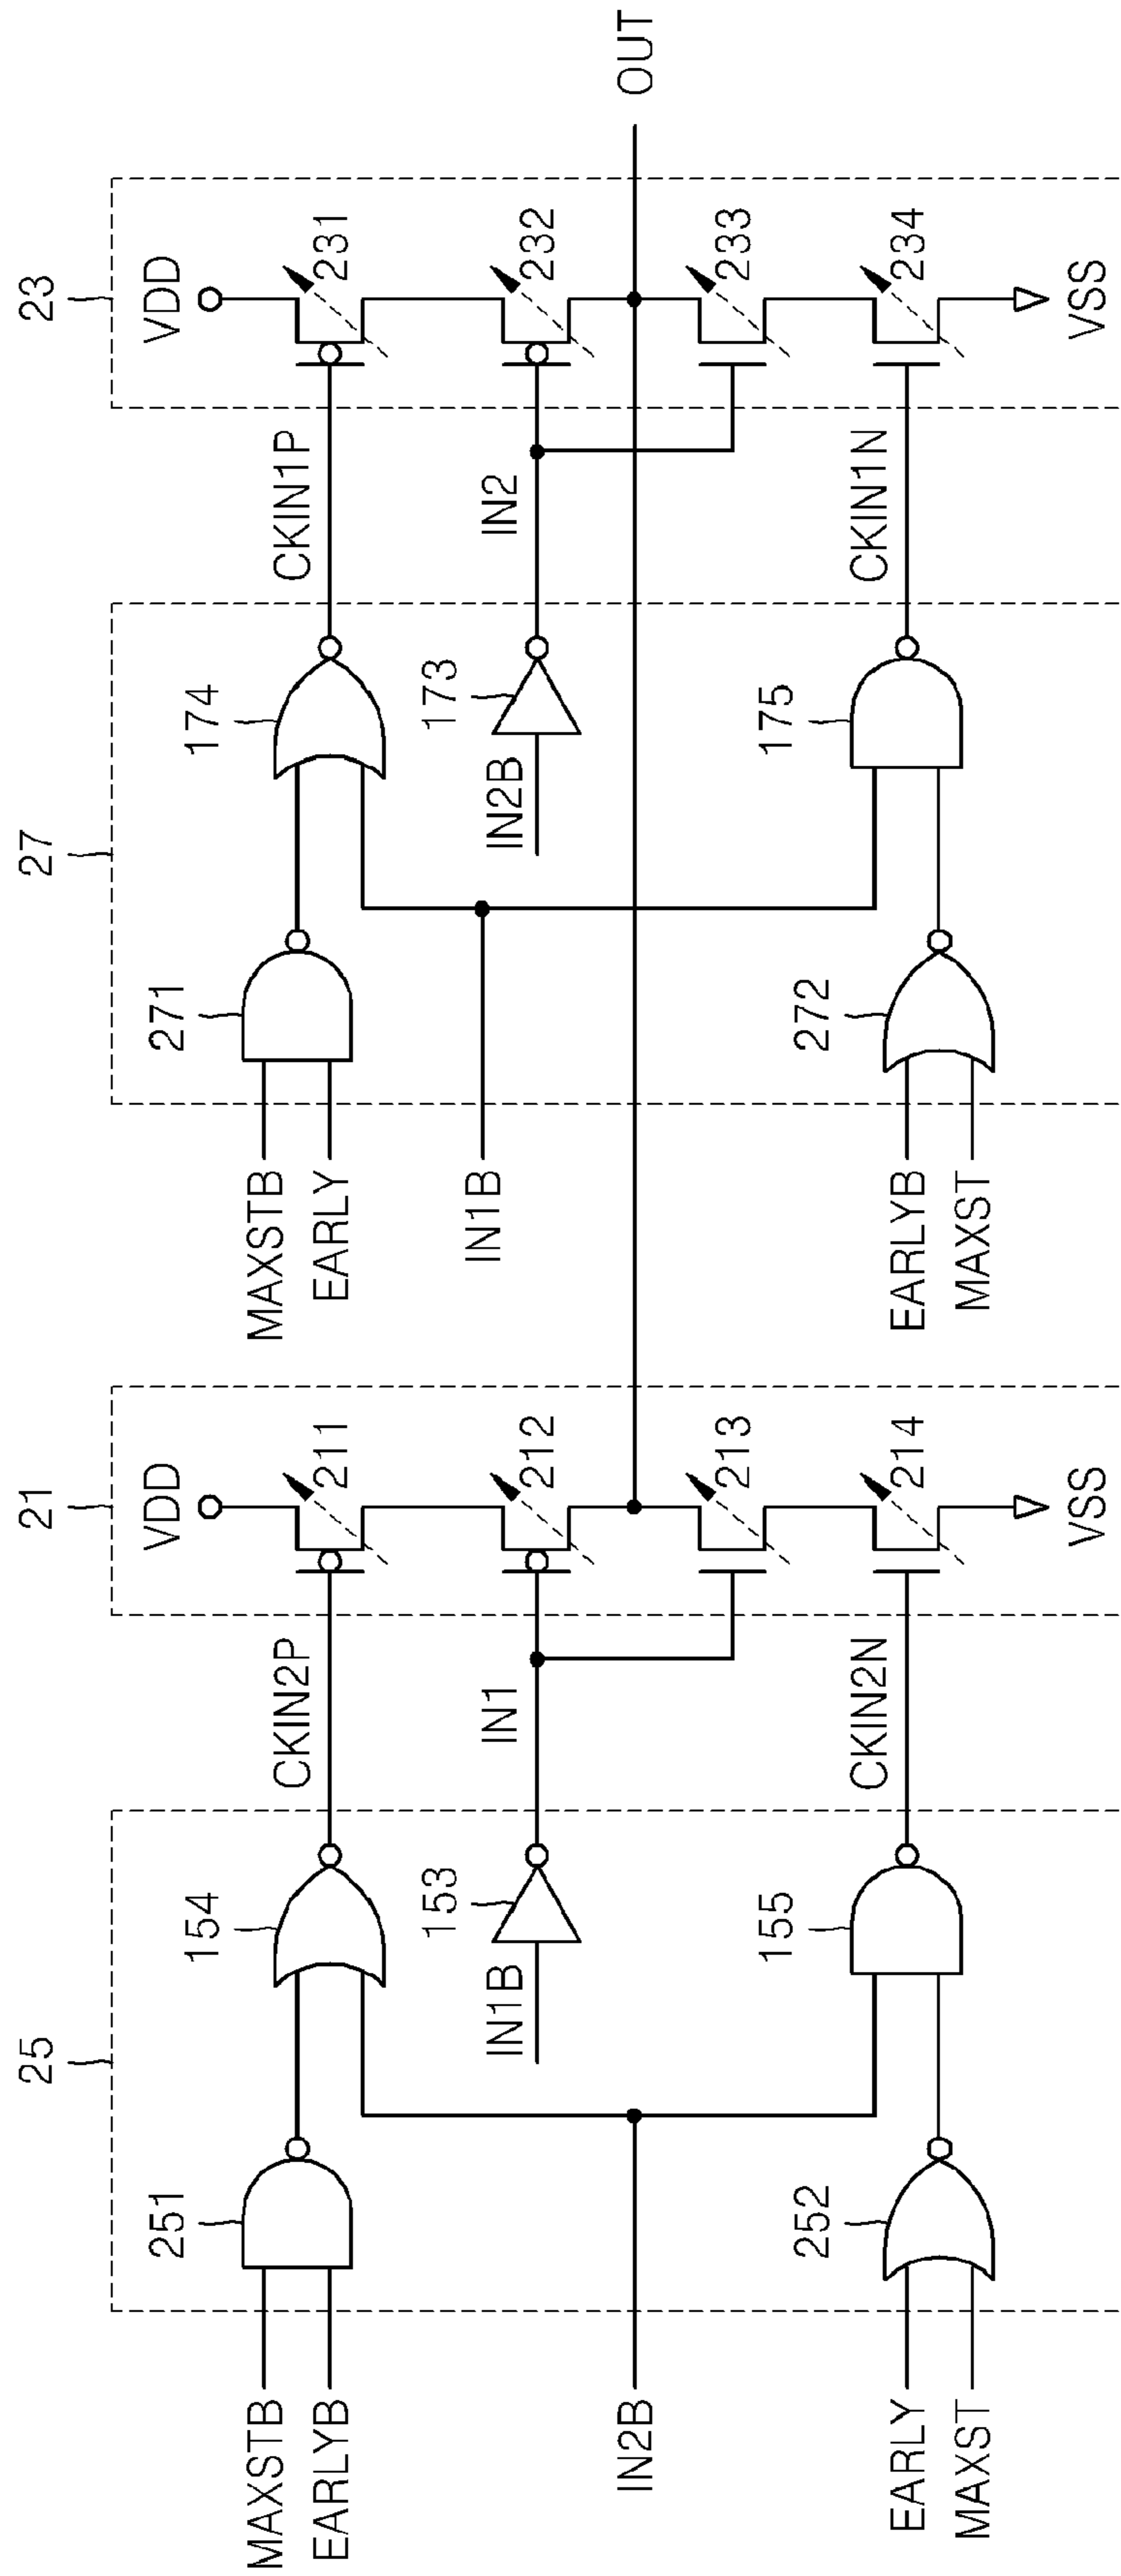 25
21
27
23
VDD
VDD
MAXSTB
EARLYB
251
154
CKIN2P
211
MAXSTB
EARLY
271
174
CKIN1P
231
IN1B
153
IN1
212
IN1B
IN2B
173
IN2
232
IN2B
OUT
213
233
EARLY
MAXST
252
155
CKIN2N
214
EARLYB
MAXST
272
175
CKIN1N
234
VSS
VSS